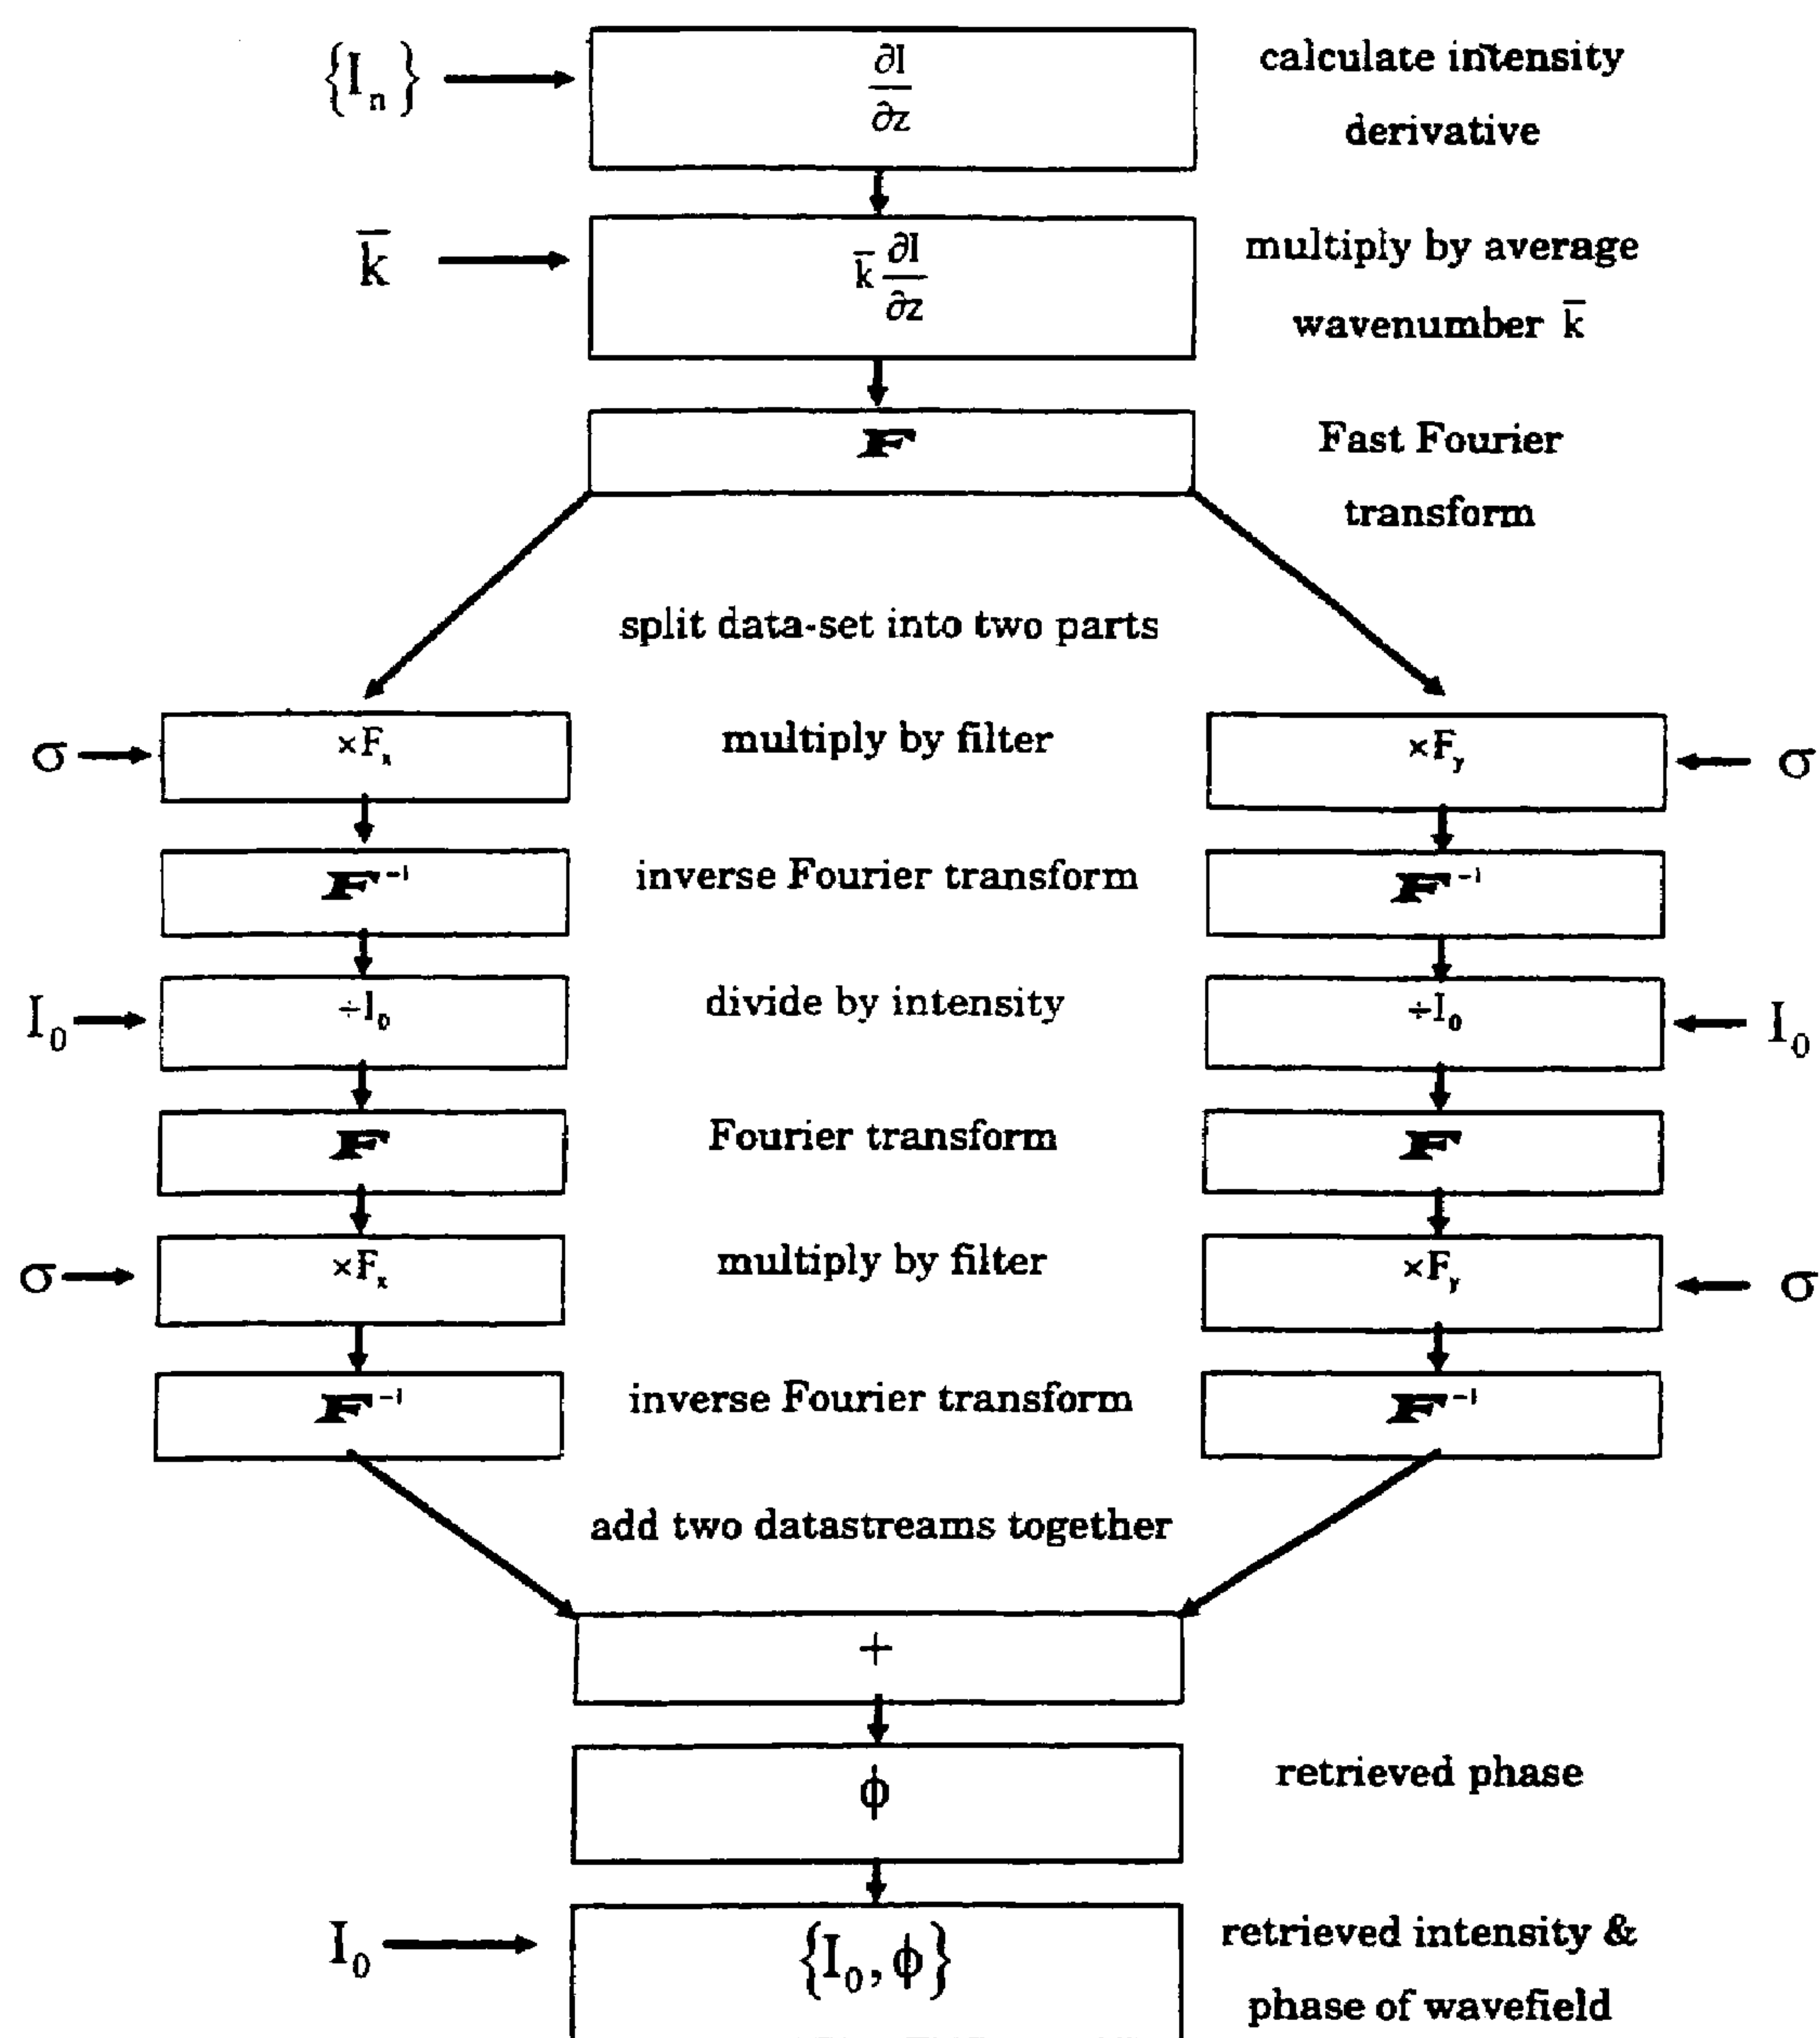 {Iₙ} ∂I/∂z calculate intensity
derivative
k̄ k̄ ∂I/∂z multiply by average
wavenumber k̄
F Fast Fourier
transform
split data-set into two parts
σ ×Fₓ multiply by filter ×Fᵧ σ
F⁻¹ inverse Fourier transform F⁻¹
I₀ ÷I₀ divide by intensity ÷I₀ I₀
F Fourier transform F
σ ×Fₓ multiply by filter ×Fᵧ σ
F⁻¹ inverse Fourier transform F⁻¹
add two datastreams together
+
ϕ retrieved phase
I₀ {I₀, ϕ} retrieved intensity &
phase of wavefield